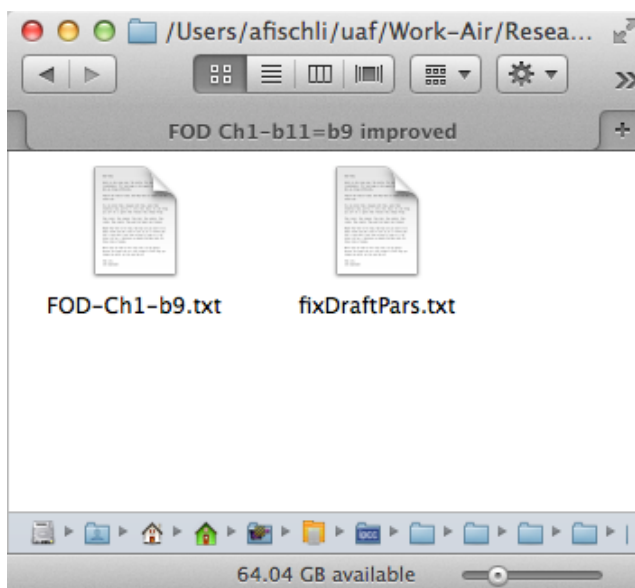 /Users/afischli/uaf/Work-Air/Resea...
FOD Ch1-b11=b9 improved
FOD-Ch1-b9.txt
fixDraftPars.txt
ipcc
64.04 GB available